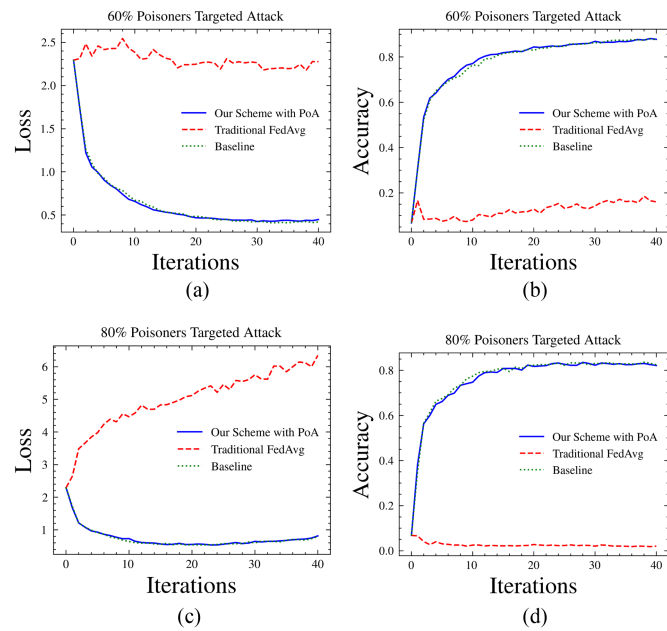 60% Poisoners Targeted Attack
2.5
2.0
1.5
1.0
0.5
Loss
Our Scheme with PoA
Traditional FedAvg
Baseline
0
10
20
30
40
Iterations
(a)
60% Poisoners Targeted Attack
0.8
0.6
0.4
0.2
Accuracy
Our Scheme with PoA
Traditional FedAvg
Baseline
0
10
20
30
40
Iterations
(b)
80% Poisoners Targeted Attack
6
5
4
3
2
1
Loss
Our Scheme with PoA
Traditional FedAvg
Baseline
0
10
20
30
40
Iterations
(c)
80% Poisoners Targeted Attack
0.8
0.6
0.4
0.2
0.0
Accuracy
Our Scheme with PoA
Traditional FedAvg
Baseline
0
10
20
30
40
Iterations
(d)